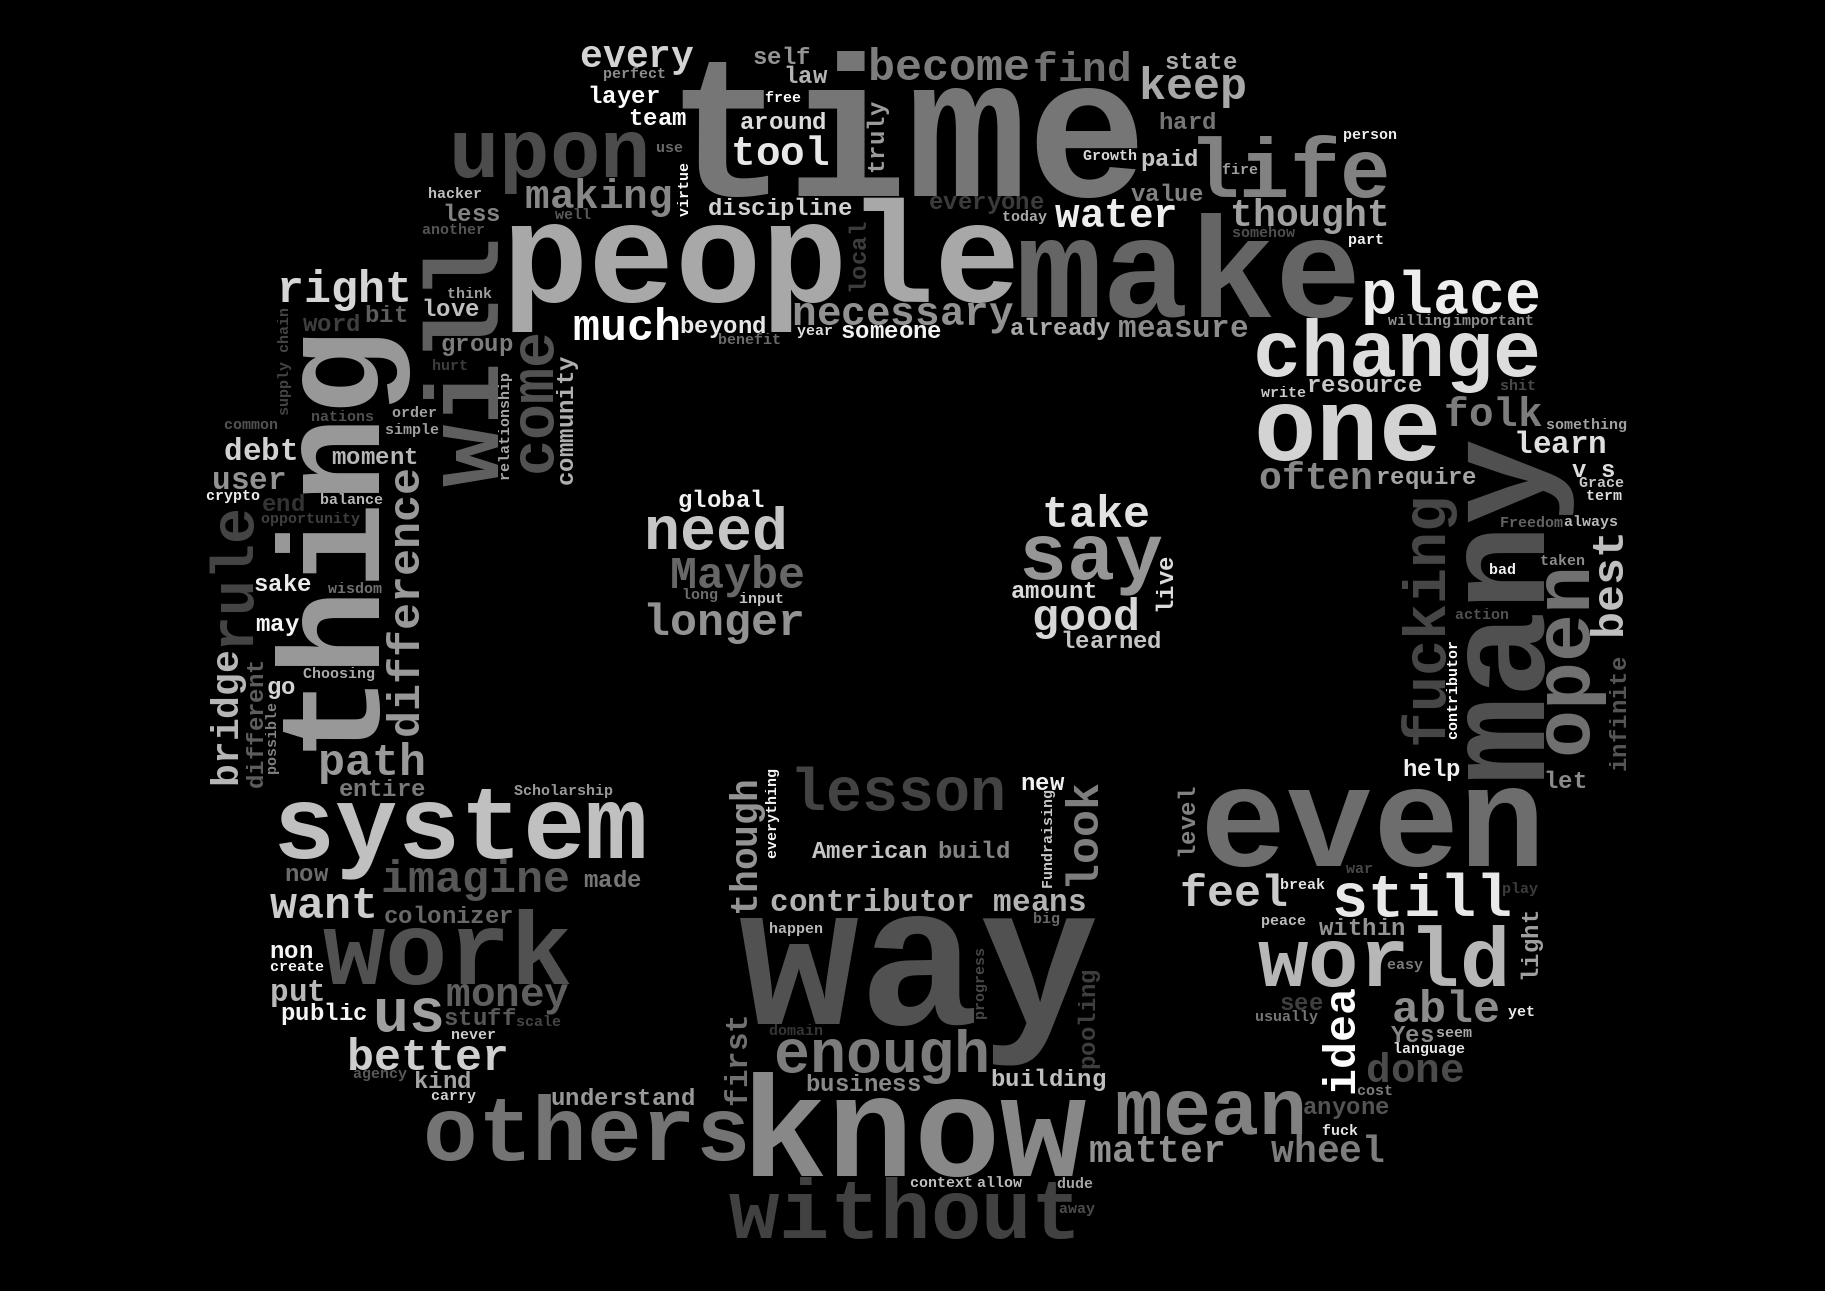 every
self
become
find
state
perfect
law
keep
layer
free
time
team
around
truly
hard
upon
use
tool
person
Growth
paid
life
fire
hacker
making
virtue
value
less
well
discipline
everyone
today
water
thought
another
people
local
make
somehow
part
right
think
love
will
place
bit
word
much
beyond
benefit
year
necessary
someone
already
measure
willing
important
supply chain
group
hurt
come
community
relationship
change
resource
write
shit
nations
order
simple
one
folk
something
common
debt
moment
learn
user
often
require
v s
Grace
term
crypto
balance
end
opportunity
thing
difference
global
need
take
say
Freedom
always
many
fucking
rule
sake
wisdom
Maybe
long
input
longer
amount
live
good
learned
bad
taken
best
open
action
may
bridge
different
possible
go
Choosing
contributor
infinite
path
entire
help
let
Scholarship
system
though
everything
lesson
new
look
Fundraising
level
even
American
build
now
imagine
made
war
want
colonizer
contributor means
feel
break
still
play
big
happen
way
peace
within
light
work
non
create
world
easy
put
money
progress
pooling
public
us
stuff
scale
see
usually
idea
able
yet
never
domain
Yes
seem
better
enough
language
agency
kind
first
business
building
done
carry
understand
cost
others
know
mean
anyone
fuck
matter
wheel
context
allow
dude
without
away